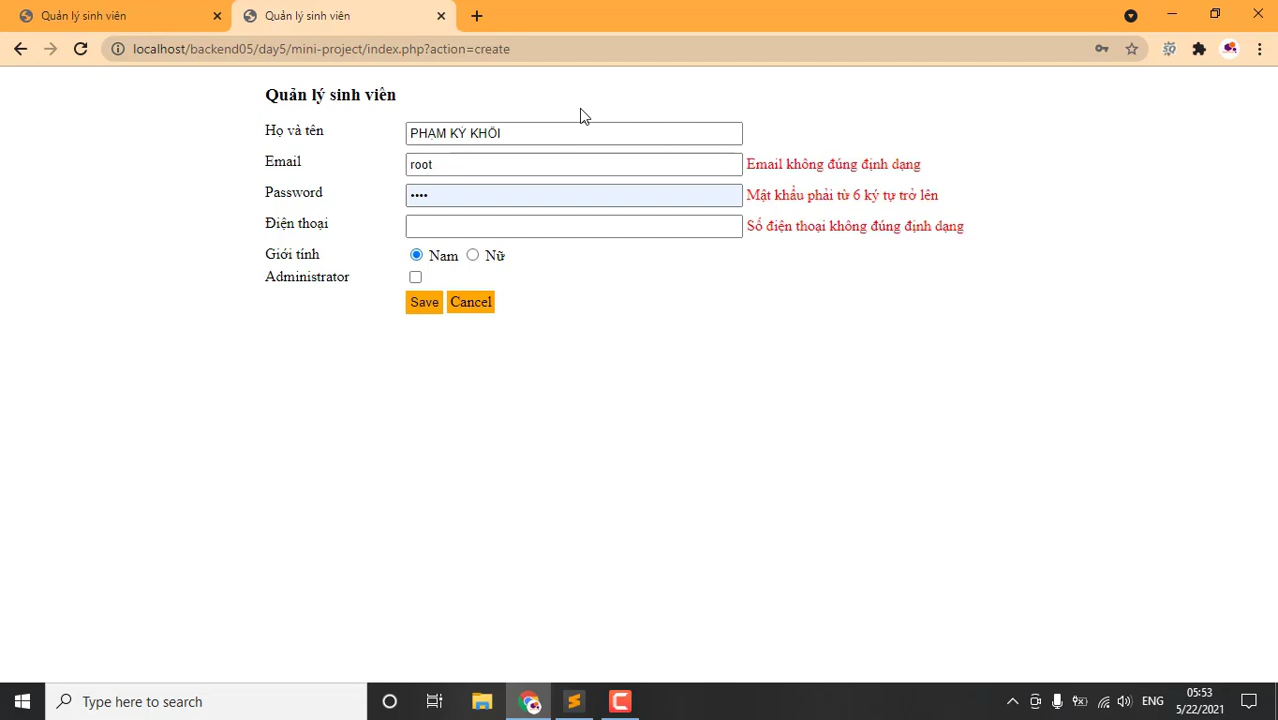 Quản lý sinh viên
Quản lý sinh viên
localhost/backend05/day5/mini-project/index.php?action=create
Quản lý sinh viên
Họ và tên
PHẠM KỲ KHÔI
Email
root
Email không đúng định dạng
Password
••••
Mật khẩu phải từ 6 ký tự trở lên
Điện thoại
Số điện thoại không đúng định dạng
Giới tính
Nam
Nữ
Administrator
Save
Cancel
Type here to search
ENG
05:53
5/22/2021